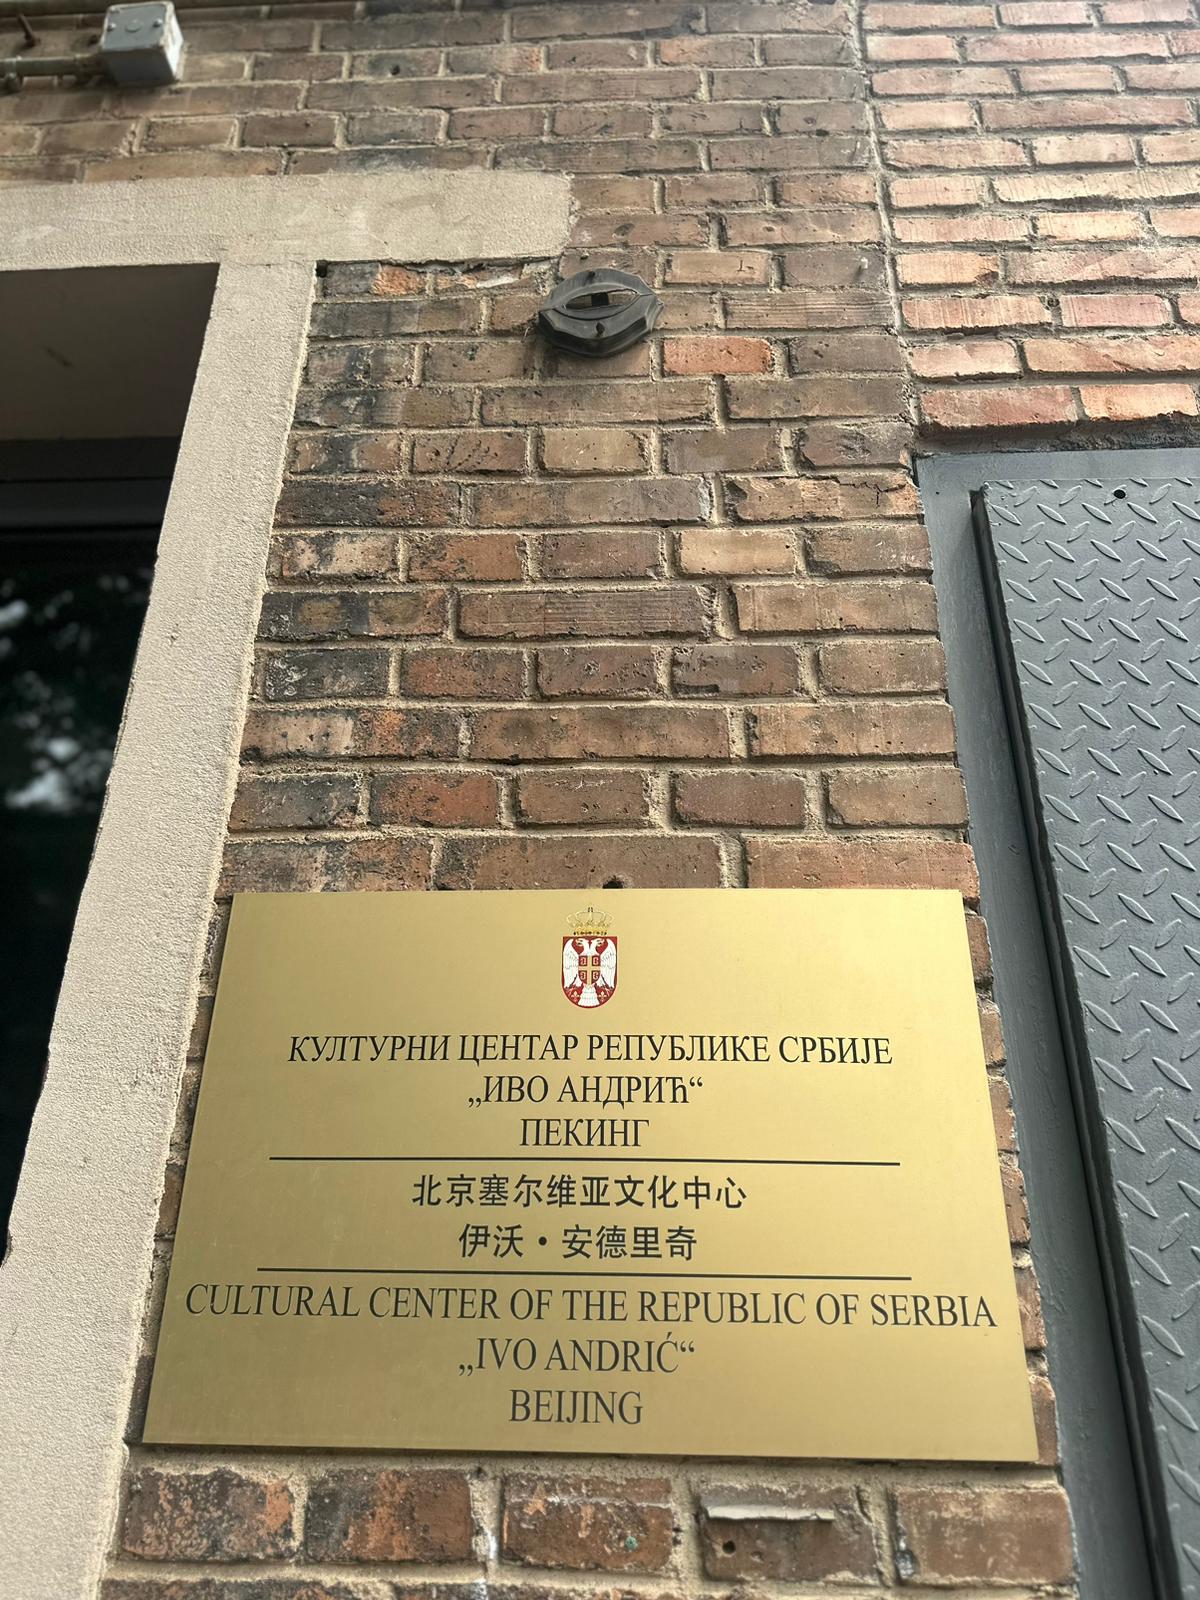 КУЛТУРНИ ЦЕНТАР РЕПУБЛИКЕ СРБИЈЕ
„ИВО АНДРИЋ“
ПЕКИНГ
北京塞尔维亚文化中心
伊沃·安德里奇
CULTURAL CENTER OF THE REPUBLIC OF SERBIA
„IVO ANDRIĆ“
BEIJING